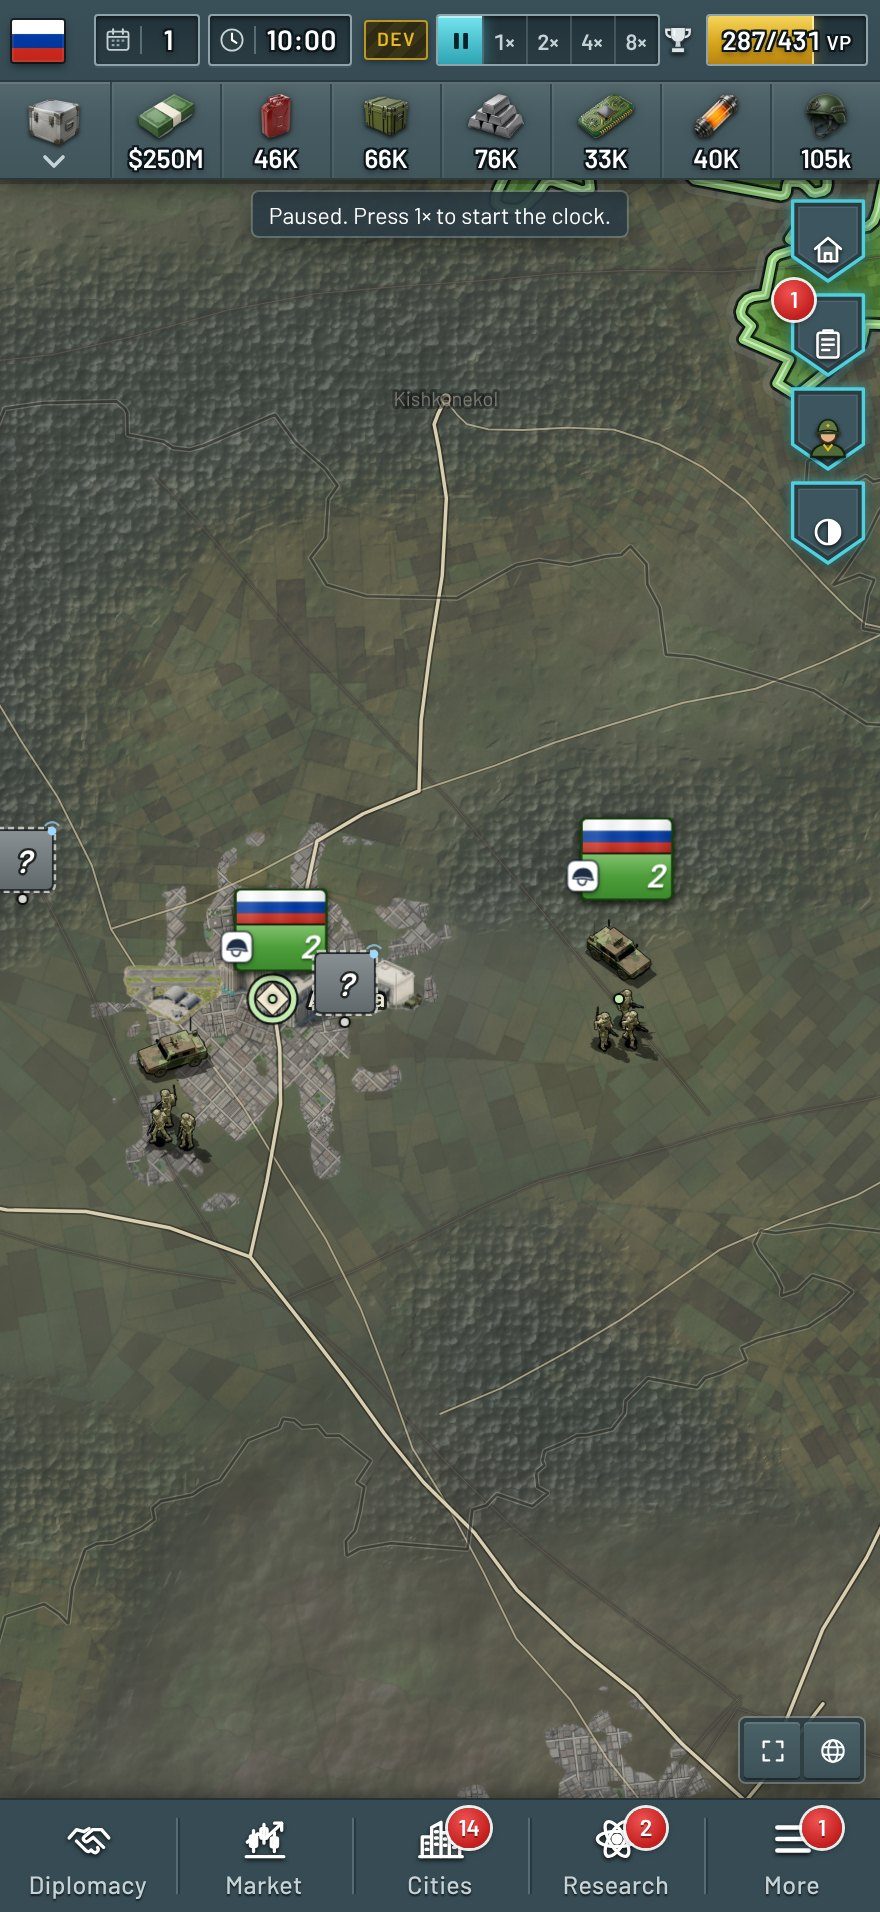 1
10:00
DEV
1×
2×
4×
8×
287/431 VP
$250M
46K
66K
76K
33K
40K
105k
Paused. Press 1× to start the clock.
1
Kishkenekol
?
2
2
?
14
2
1
Diplomacy
Market
Cities
Research
More